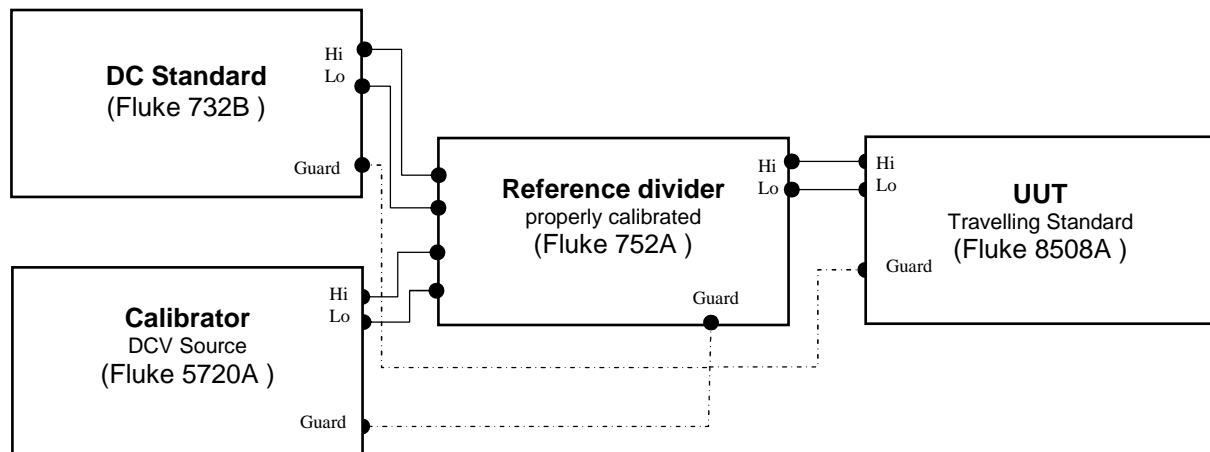 DC Standard
(Fluke 732B )
Hi
Lo
Guard
Calibrator
DCV Source
(Fluke 5720A )
Hi
Lo
Guard
Reference divider
properly calibrated
(Fluke 752A )
Hi
Lo
Guard
Hi
Lo
Guard
UUT
Travelling Standard
(Fluke 8508A )